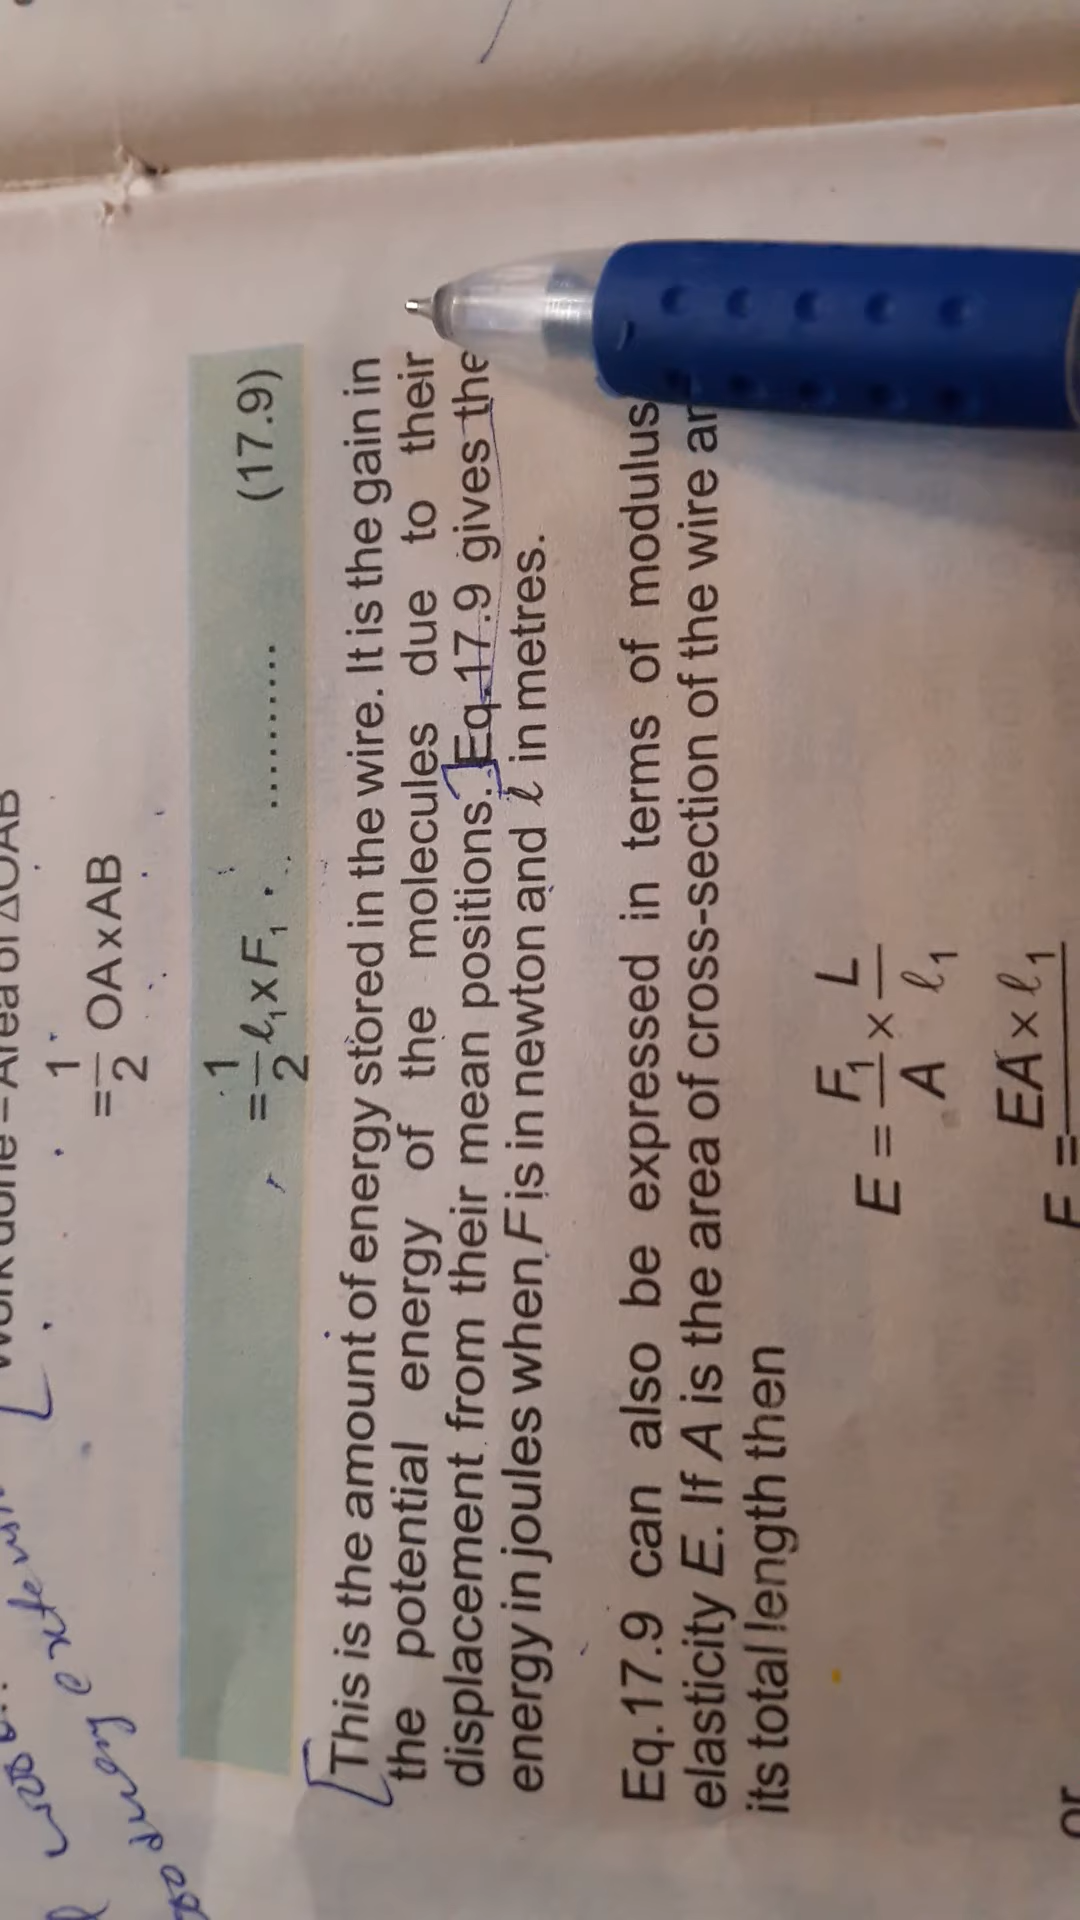 Work done = Area of ΔOAB
= 1/2 OA x AB
= 1/2 ℓ₁ x F₁ .......... (17.9)
This is the amount of energy stored in the wire. It is the gain in
the potential energy of the molecules due to their
displacement from their mean positions. Eq.17.9 gives the
energy in joules when F is in newton and ℓ in metres.
Eq.17.9 can also be expressed in terms of modulus
elasticity E. If A is the area of cross-section of the wire
its total length then
E = F₁/A × L/ℓ₁
or
F = EA × ℓ₁